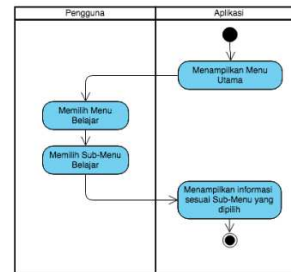 Pengguna
Aplikasi
Menampilkan Menu
Utama
Memilih Menu
Belajar
Memilih Sub-Menu
Belajar
Menampilkan informasi
sesuai Sub-Menu yang
dipilih